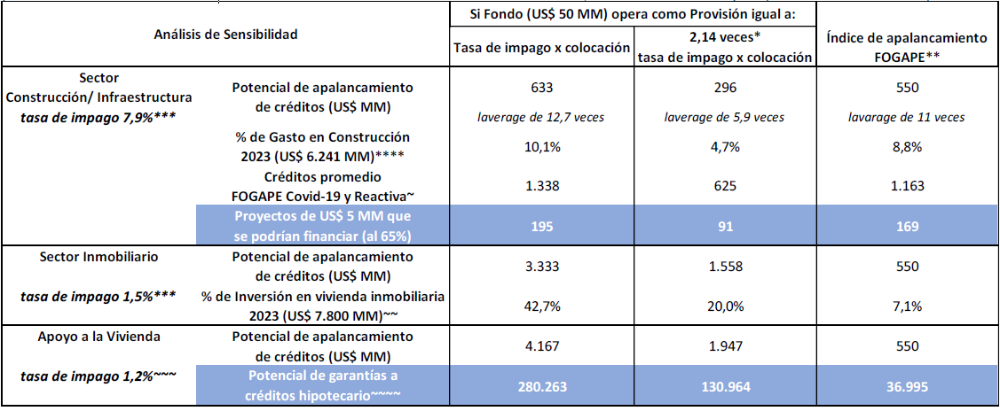 Análisis de Sensibilidad
Si Fondo (US$ 50 MM) opera como Provisión igual a:
Tasa de impago x colocación
2,14 veces*
tasa de impago x colocación
Índice de apalancamiento
FOGAPE**
Sector
Construcción/ Infraestructura
tasa de impago 7,9%***
Potencial de apalancamiento
de créditos (US$ MM)
633
296
550
laverage de 12,7 veces
laverage de 5,9 veces
lavarage de 11 veces
% de Gasto en Construcción
2023 (US$ 6.241 MM)****
10,1%
4,7%
8,8%
Créditos promedio
FOGAPE Covid-19 y Reactiva~
1.338
625
1.163
Proyectos de US$ 5 MM que
se podrían financiar (al 65%)
195
91
169
Sector Inmobiliario
tasa de impago 1,5%***
Potencial de apalancamiento
de créditos (US$ MM)
3.333
1.558
550
% de Inversión en vivienda inmobiliaria
2023 (US$ 7.800 MM)~~
42,7%
20,0%
7,1%
Apoyo a la Vivienda
tasa de impago 1,2%~~~
Potencial de apalancamiento
de créditos (US$ MM)
4.167
1.947
550
Potencial de garantías a
créditos hipotecario~~~~
280.263
130.964
36.995